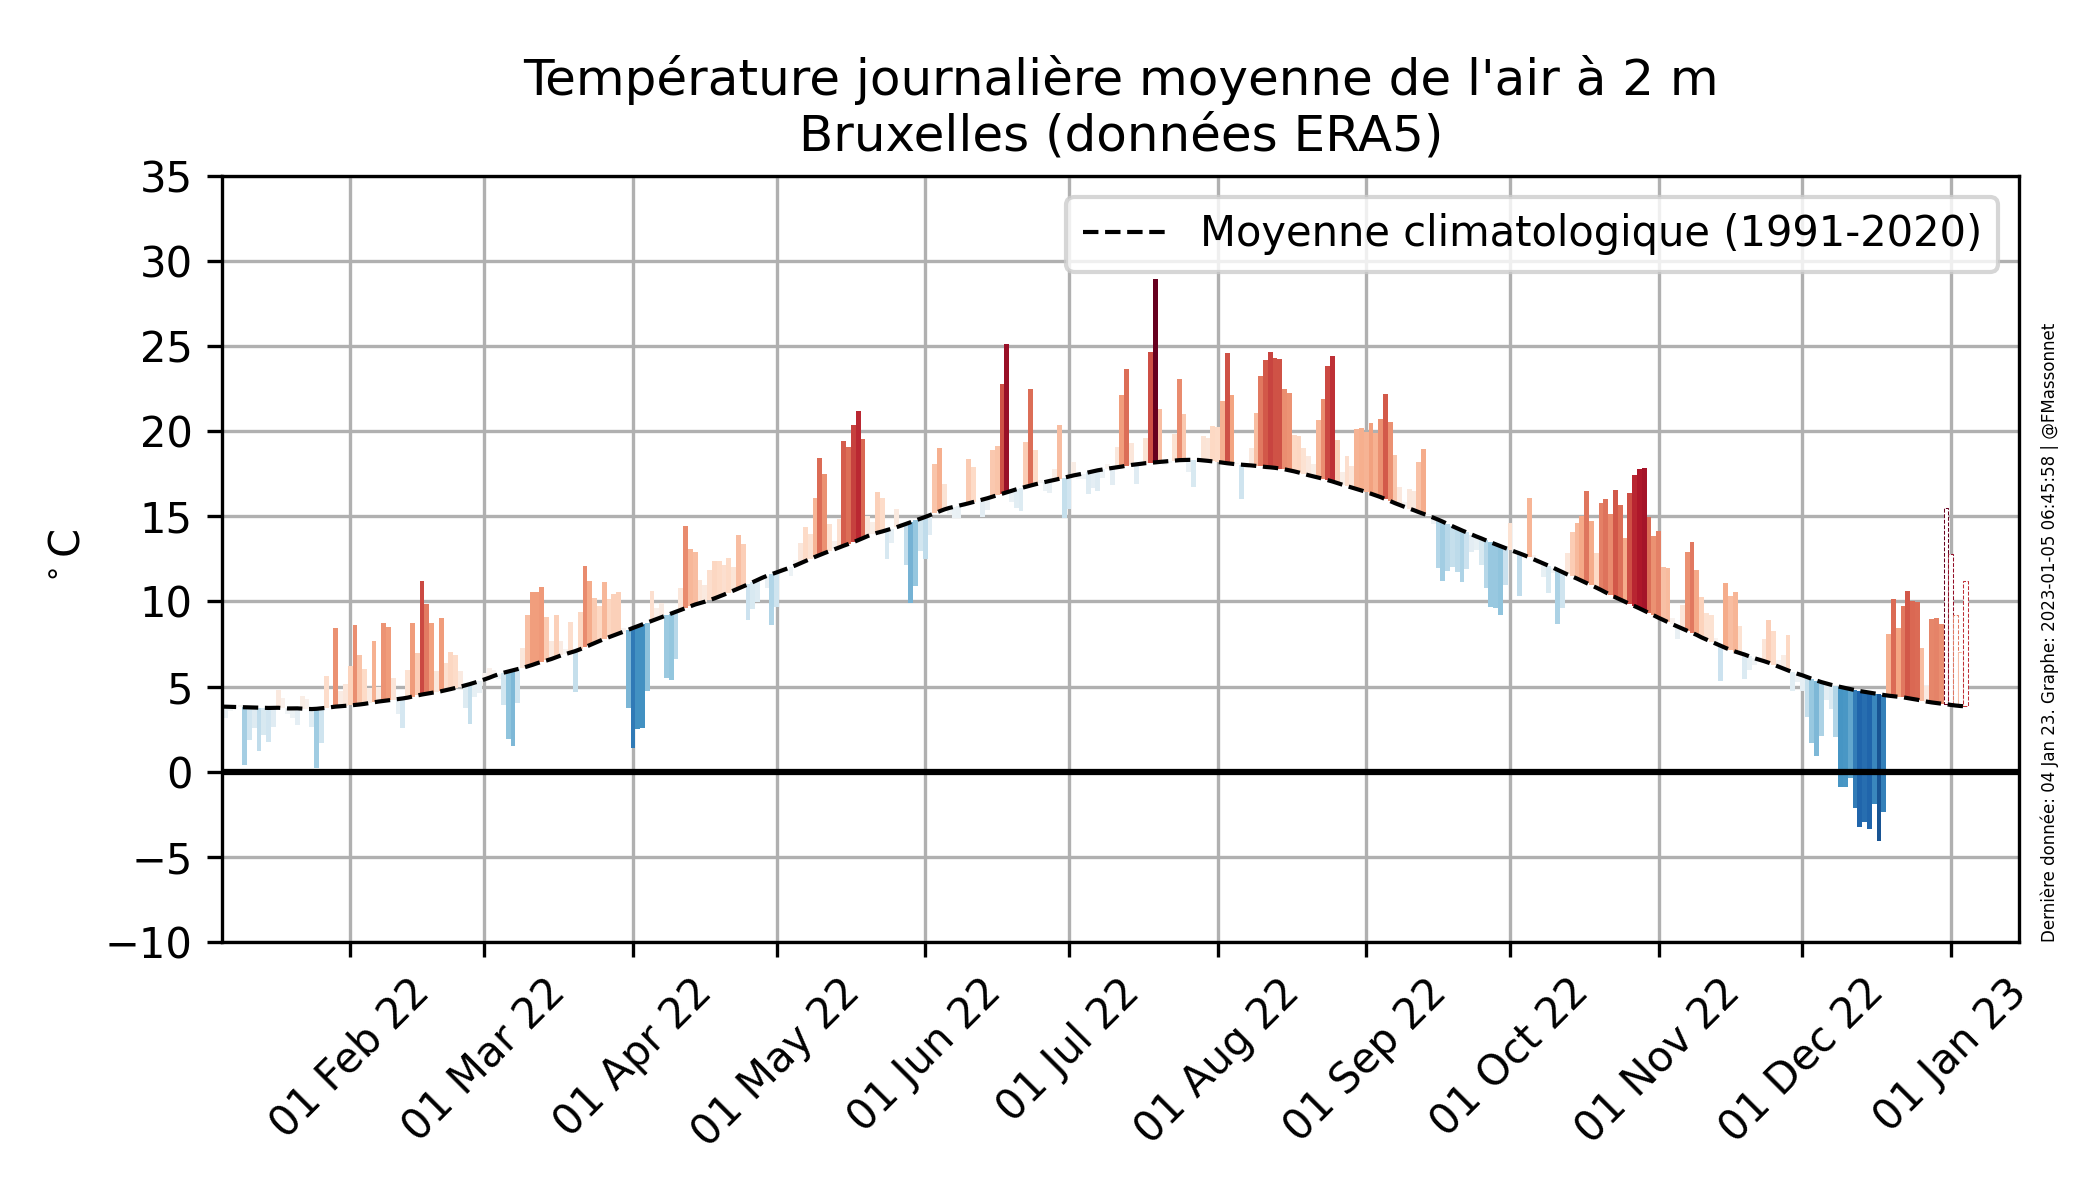 Température journalière moyenne de l'air à 2 m
Bruxelles (données ERA5)
35
30
25
20
15
10
5
0
−5
−10
° C
Moyenne climatologique (1991-2020)
01 Feb 22
01 Mar 22
01 Apr 22
01 May 22
01 Jun 22
01 Jul 22
01 Aug 22
01 Sep 22
01 Oct 22
01 Nov 22
01 Dec 22
01 Jan 23
Dernière donnée: 04 Jan 23. Graphe: 2023-01-05 06:45:58 | @FMassonnet